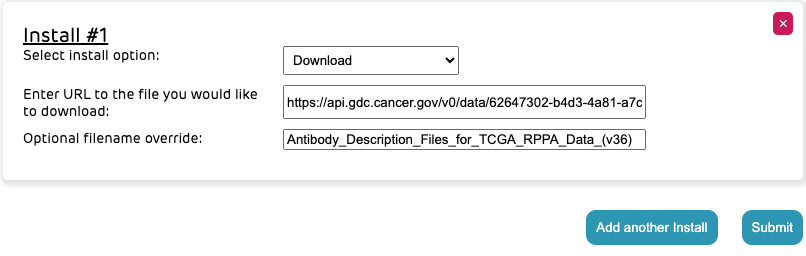 Install #1
×
Select install option:
Download
Enter URL to the file you would like
to download:
https://api.gdc.cancer.gov/v0/data/62647302-b4d3-4a81-a7c
Optional filename override:
Antibody_Description_Files_for_TCGA_RPPA_Data_(v36)
Add another Install
Submit